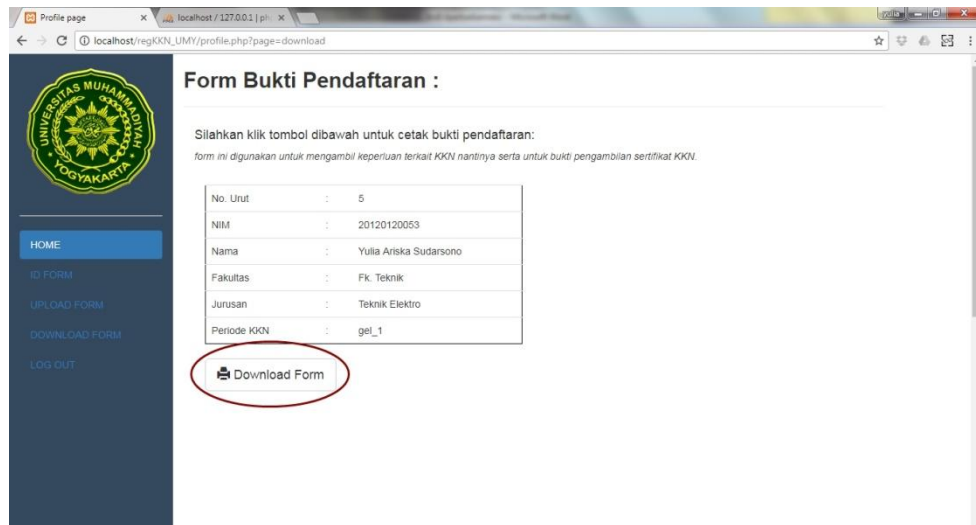 Profile page
localhost / 127.0.0.1 | ph
yulia
localhost/regKKN_UMY/profile.php?page=download
UNIVERSITAS MUHAMMADIYAH
YOGYAKARTA
HOME
ID FORM
UPLOAD FORM
DOWNLOAD FORM
LOG OUT
Form Bukti Pendaftaran :
Silahkan klik tombol dibawah untuk cetak bukti pendaftaran:
form ini digunakan untuk mengambil keperluan terkait KKN nantinya serta untuk bukti pengambilan sertifikat KKN.
No. Urut : 5
NIM : 20120120053
Nama : Yulia Ariska Sudarsono
Fakultas : Fk. Teknik
Jurusan : Teknik Elektro
Periode KKN : gel_1
Download Form